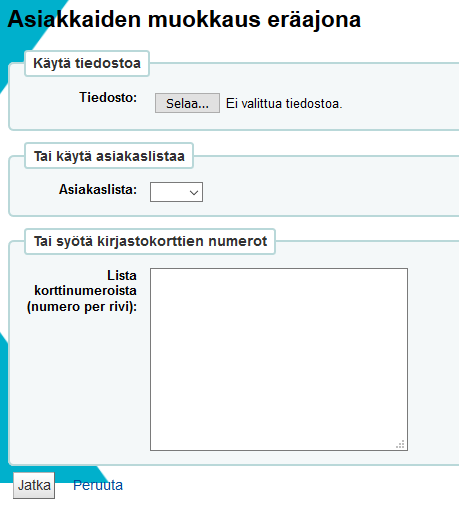 Asiakkaiden muokkaus eräajona
Käytä tiedostoa
Tiedosto: Selaa... Ei valittua tiedostoa.
Tai käytä asiakaslistaa
Asiakaslista:
Tai syötä kirjastokorttien numerot
Lista
korttinumeroista
(numero per rivi):
Jatka Peruuta